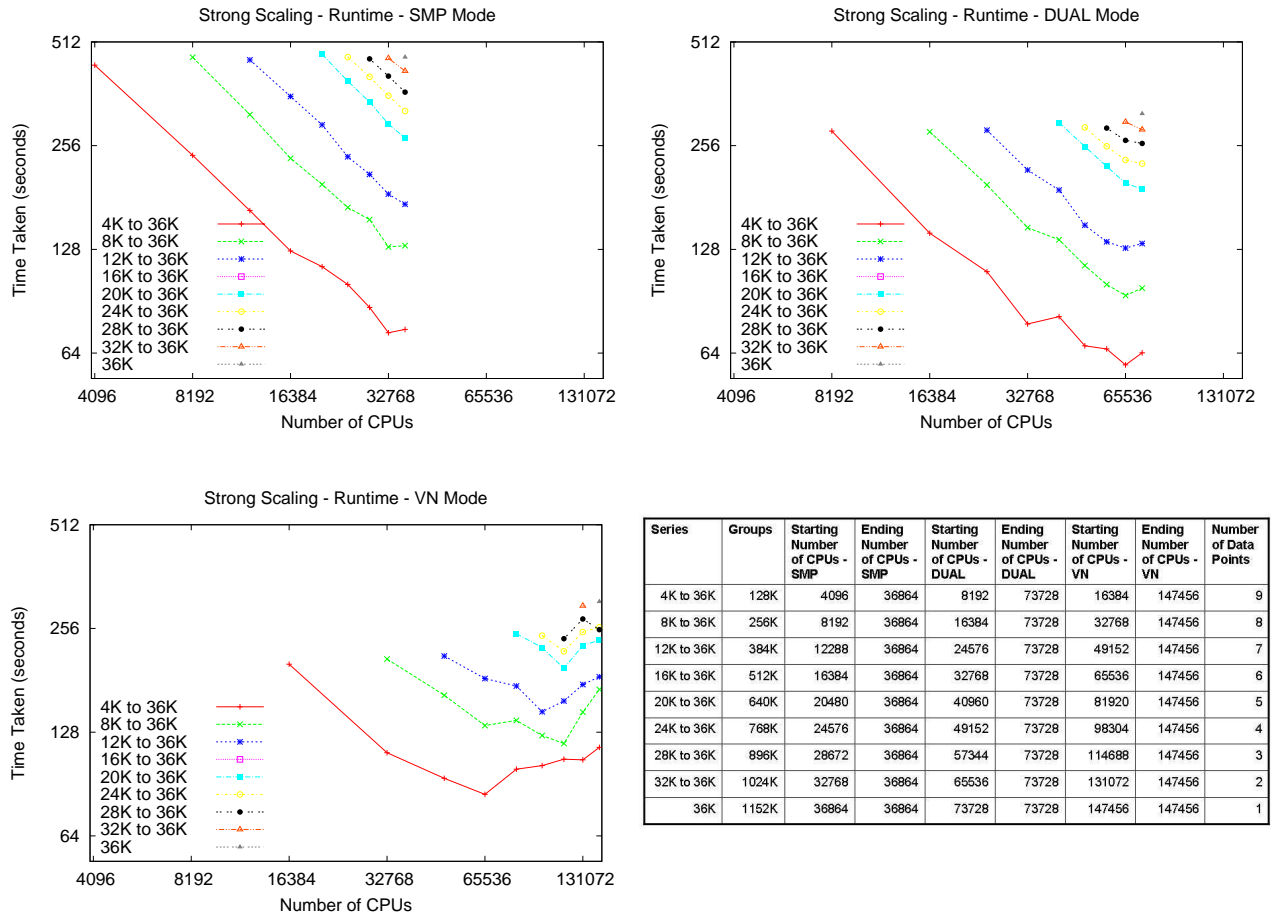 Strong Scaling - Runtime - SMP Mode
512
256
128
64
Time Taken (seconds)
4K to 36K
8K to 36K
12K to 36K
16K to 36K
20K to 36K
24K to 36K
28K to 36K
32K to 36K
36K
4096 8192 16384 32768 65536 131072
Number of CPUs
Strong Scaling - Runtime - DUAL Mode
512
256
128
64
Time Taken (seconds)
4K to 36K
8K to 36K
12K to 36K
16K to 36K
20K to 36K
24K to 36K
28K to 36K
32K to 36K
36K
4096 8192 16384 32768 65536 131072
Number of CPUs
Strong Scaling - Runtime - VN Mode
512
256
128
64
Time Taken (seconds)
4K to 36K
8K to 36K
12K to 36K
16K to 36K
20K to 36K
24K to 36K
28K to 36K
32K to 36K
36K
4096 8192 16384 32768 65536 131072
Number of CPUs
Series Groups Starting Number of CPUs - SMP Ending Number of CPUs - SMP Starting Number of CPUs - DUAL Ending Number of CPUs - DUAL Starting Number of CPUs - VN Ending Number of CPUs - VN Number of Data Points
4K to 36K 128K 4096 36864 8192 73728 16384 147456 9
8K to 36K 256K 8192 36864 16384 73728 32768 147456 8
12K to 36K 384K 12288 36864 24576 73728 49152 147456 7
16K to 36K 512K 16384 36864 32768 73728 65536 147456 6
20K to 36K 640K 20480 36864 40960 73728 81920 147456 5
24K to 36K 768K 24576 36864 49152 73728 98304 147456 4
28K to 36K 896K 28672 36864 57344 73728 114688 147456 3
32K to 36K 1024K 32768 36864 65536 73728 131072 147456 2
36K 1152K 36864 36864 73728 73728 147456 147456 1